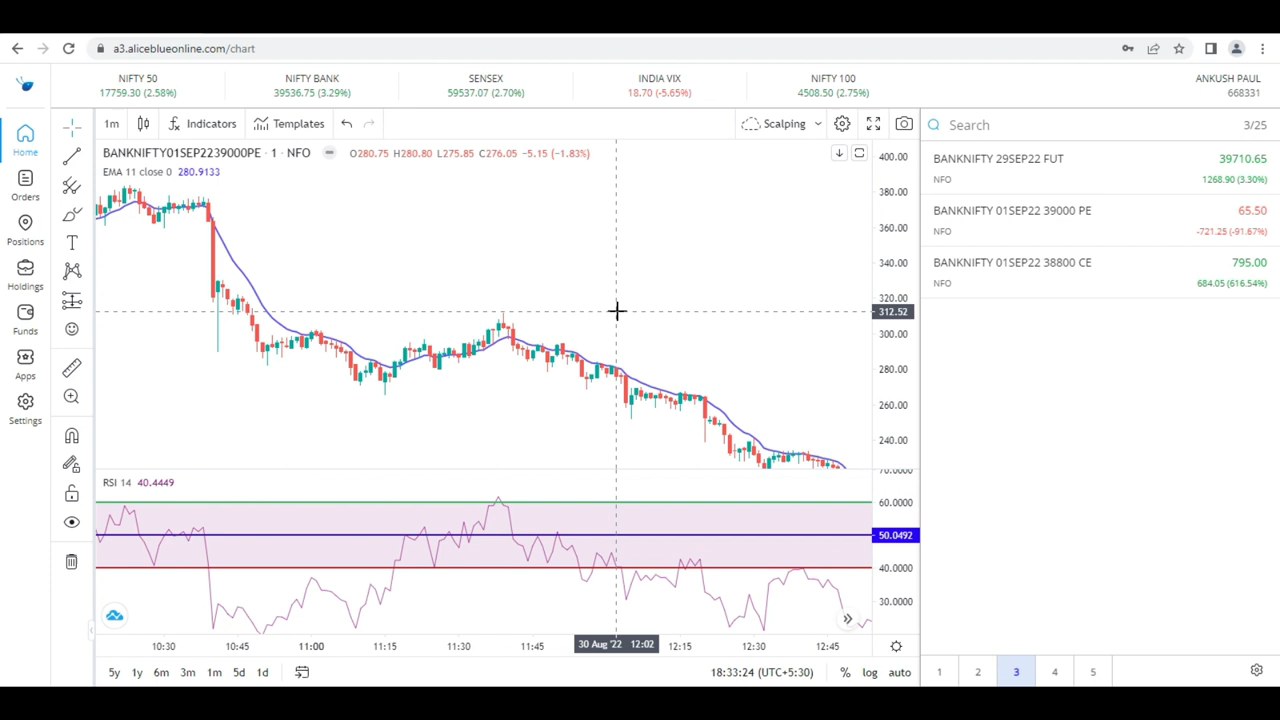 a3.aliceblueonline.com/chart
NIFTY 50
17759.30 (2.58%)
NIFTY BANK
39536.75 (3.29%)
SENSEX
59537.07 (2.70%)
INDIA VIX
18.70 (-5.65%)
NIFTY 100
4508.50 (2.75%)
ANKUSH PAUL
668331
Home
Orders
Positions
Holdings
Funds
Apps
Settings
1m
Indicators
Templates
Scalping
BANKNIFTY01SEP2239000PE · 1 · NFO
O280.75 H280.80 L275.85 C276.05 -5.15 (-1.83%)
EMA 11 close 0 280.9133
400.00
380.00
360.00
340.00
320.00
312.52
300.00
280.00
260.00
240.00
RSI 14 40.4449
70.0000
60.0000
50.0492
40.0000
30.0000
10:30
10:45
11:00
11:15
11:30
11:45
30 Aug '22 12:02
12:15
12:30
12:45
5y
1y
6m
3m
1m
5d
1d
18:33:24 (UTC+5:30)
%
log
auto
Search
3/25
BANKNIFTY 29SEP22 FUT
39710.65
NFO
1268.90 (3.30%)
BANKNIFTY 01SEP22 39000 PE
65.50
NFO
-721.25 (-91.67%)
BANKNIFTY 01SEP22 38800 CE
795.00
NFO
684.05 (616.54%)
1
2
3
4
5